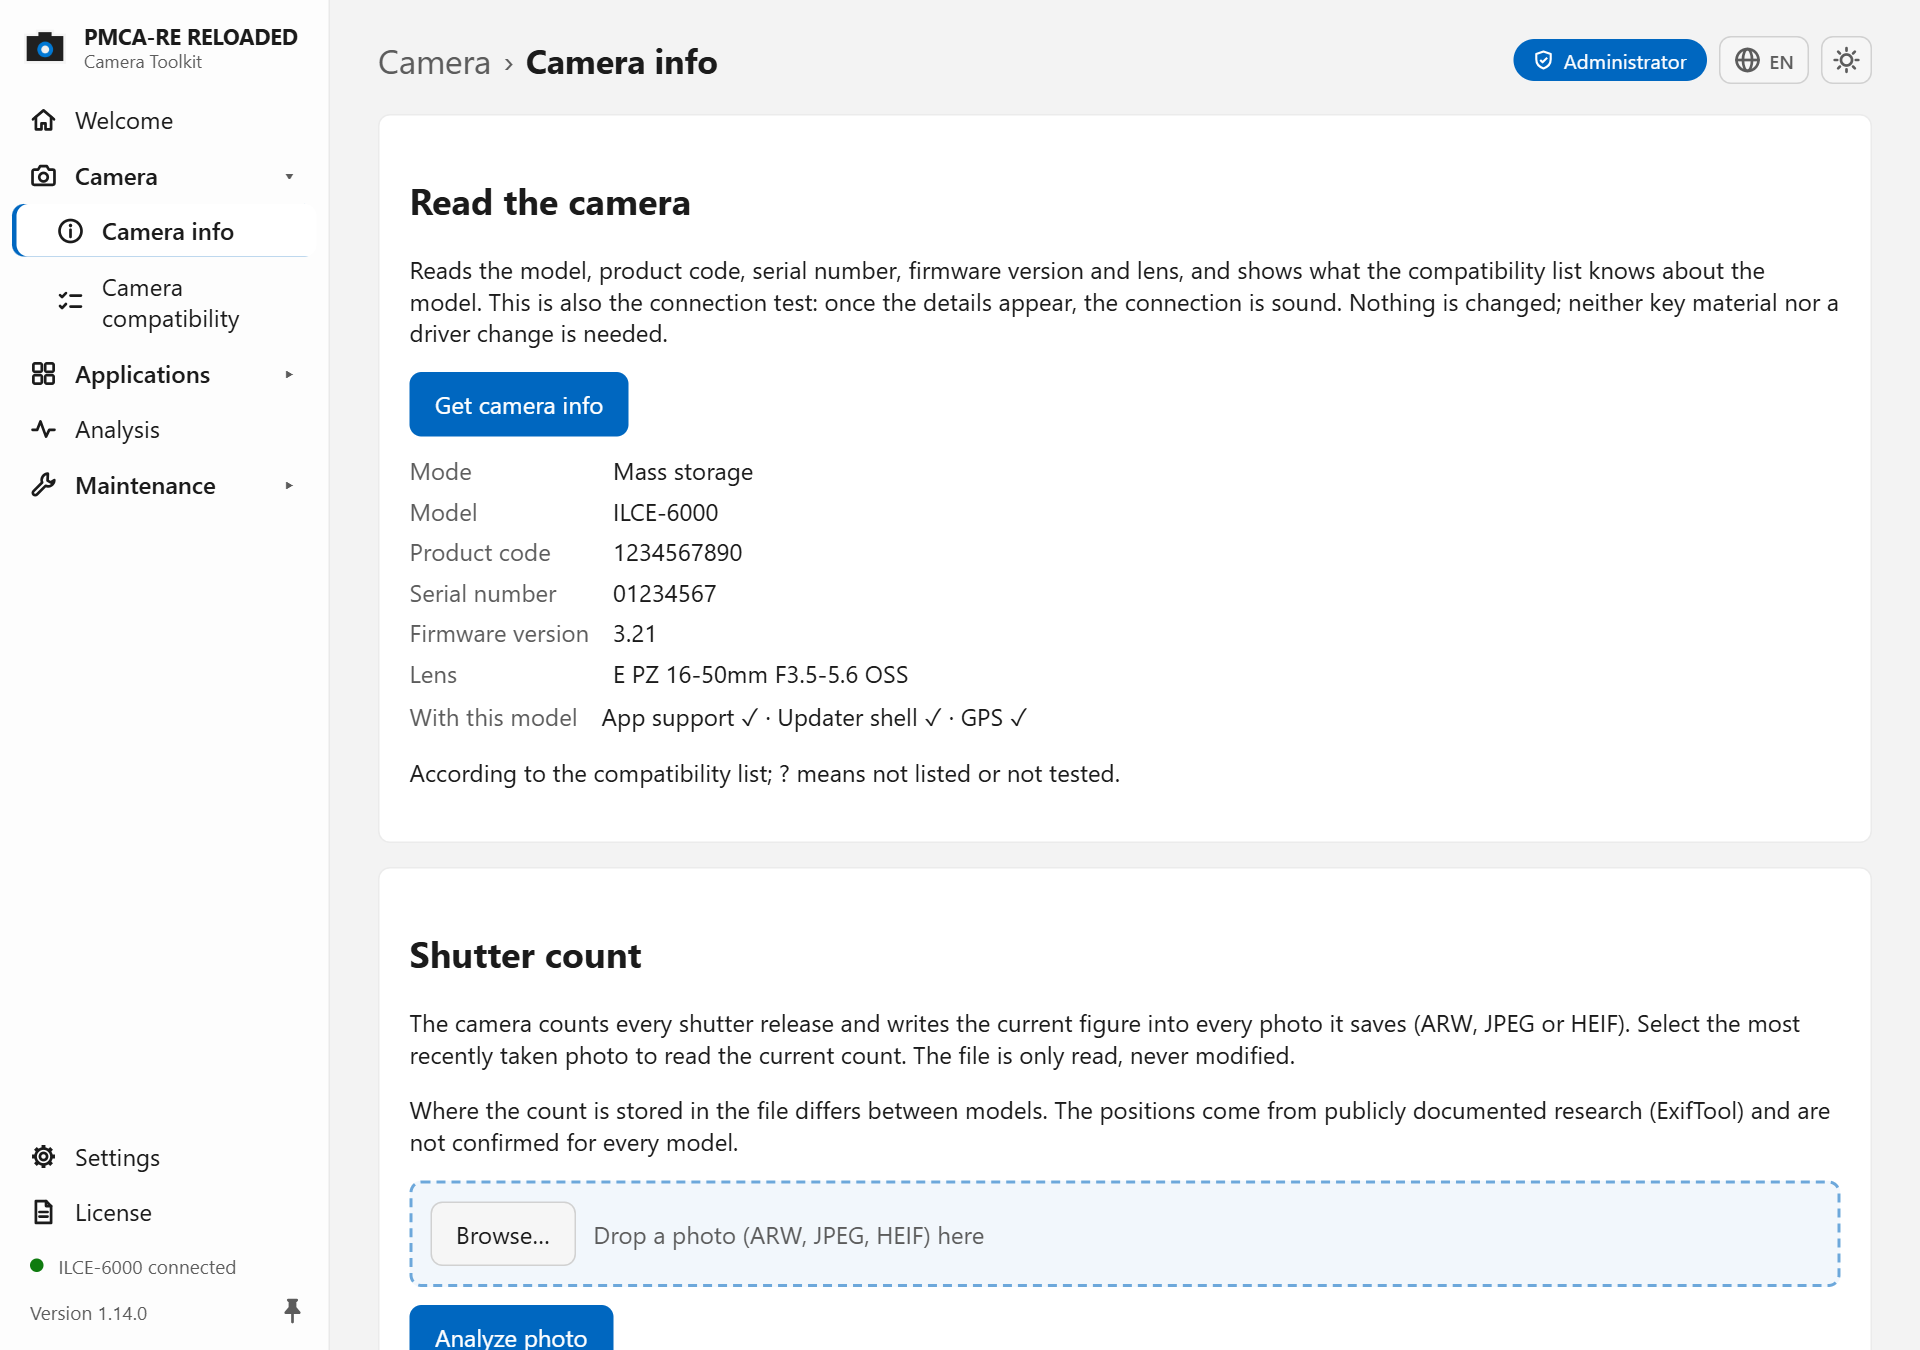 PMCA-RE RELOADED
Camera Toolkit
Welcome
Camera
Camera info
Camera
compatibility
Applications
Analysis
Maintenance
Settings
License
ILCE-6000 connected
Version 1.14.0
Camera › Camera info
Administrator
EN
Read the camera
Reads the model, product code, serial number, firmware version and lens, and shows what the compatibility list knows about the
model. This is also the connection test: once the details appear, the connection is sound. Nothing is changed; neither key material nor a
driver change is needed.
Get camera info
Mode Mass storage
Model ILCE-6000
Product code 1234567890
Serial number 01234567
Firmware version 3.21
Lens E PZ 16-50mm F3.5-5.6 OSS
With this model App support ✓ · Updater shell ✓ · GPS ✓
According to the compatibility list; ? means not listed or not tested.
Shutter count
The camera counts every shutter release and writes the current figure into every photo it saves (ARW, JPEG or HEIF). Select the most
recently taken photo to read the current count. The file is only read, never modified.
Where the count is stored in the file differs between models. The positions come from publicly documented research (ExifTool) and are
not confirmed for every model.
Browse... Drop a photo (ARW, JPEG, HEIF) here
Analyze photo